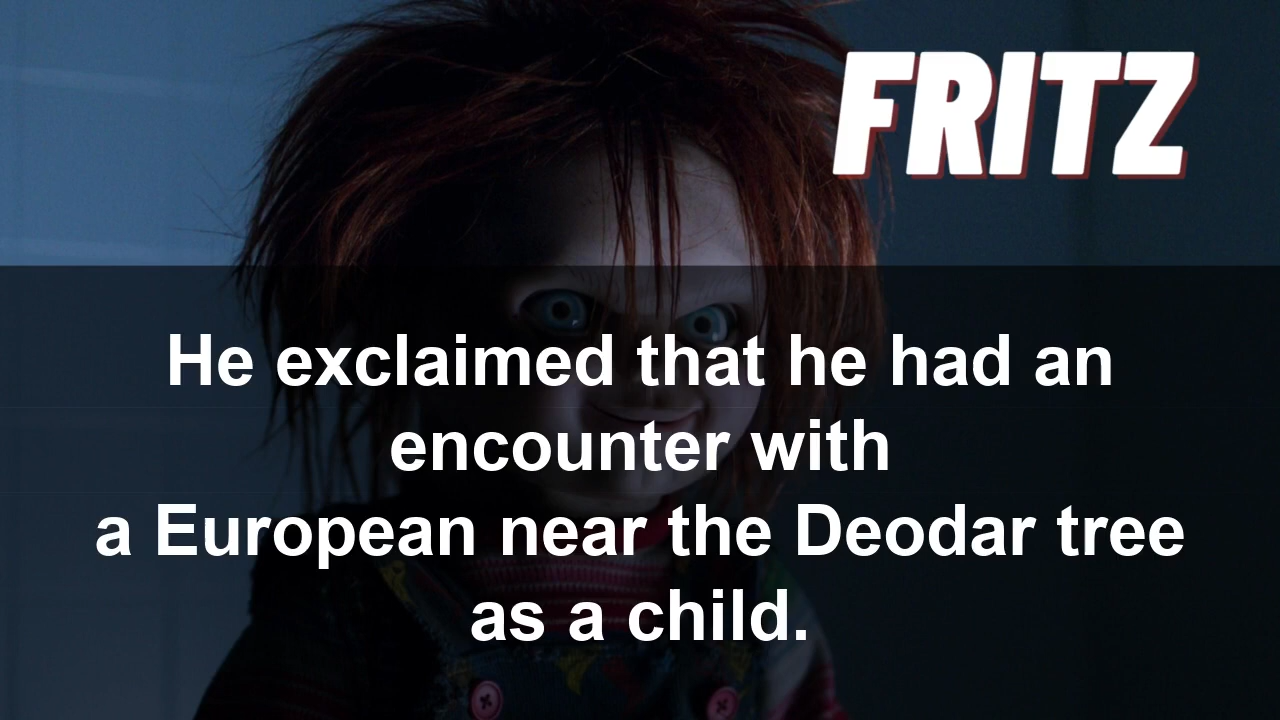 FRITZ
He exclaimed that he had an
encounter with
a European near the Deodar tree
as a child.